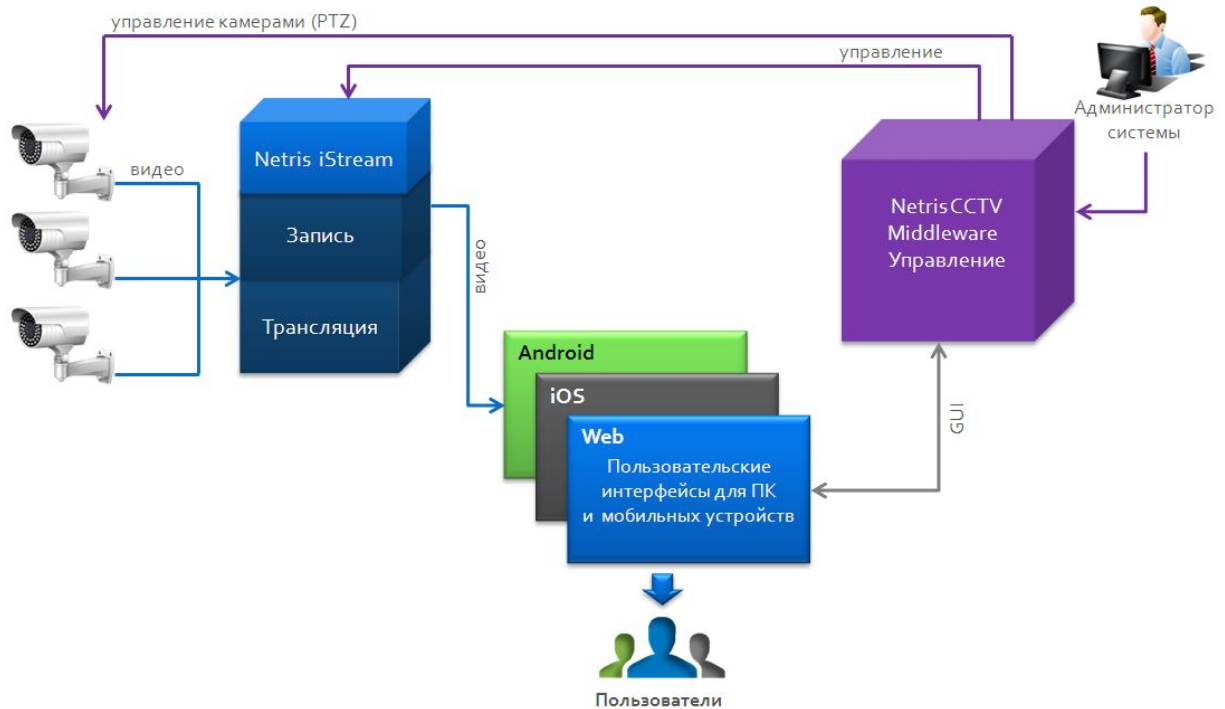 управление камерами (PTZ)
управление
Администратор
системы
Netris iStream
видео
Запись
Трансляция
видео
Netris CCTV
Middleware
Управление
Android
iOS
Web
Пользовательские
интерфейсы для ПК
и мобильных устройств
GUI
Пользователи